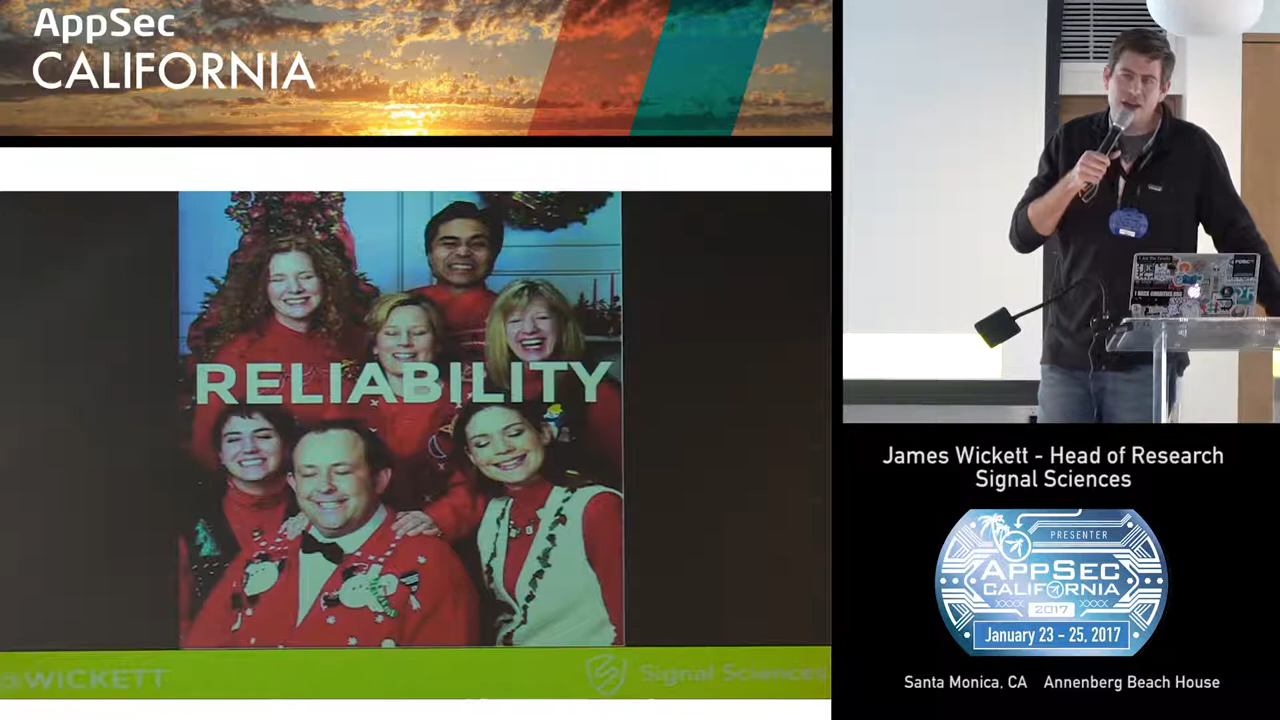 AppSec
CALIFORNIA
RELIABILITY
@WICKETT
Signal Sciences
James Wickett - Head of Research
Signal Sciences
PRESENTER
APPSEC
CALIFORNIA
2017
January 23 - 25, 2017
Santa Monica, CA Annenberg Beach House